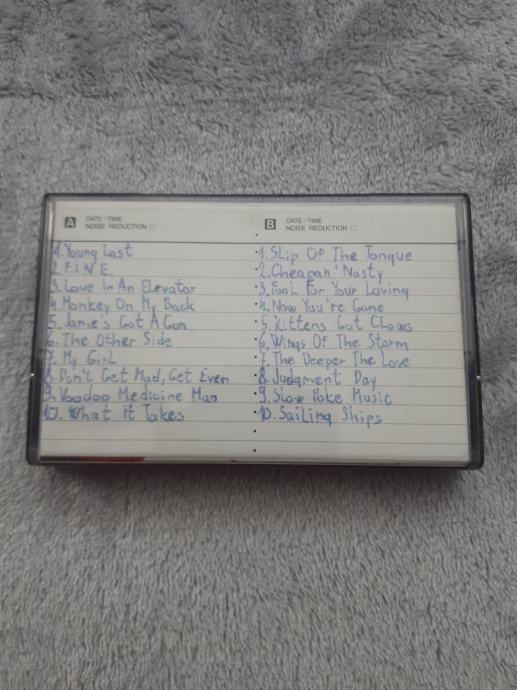 A DATE / TIME
NOISE REDUCTION
1. Young Lost
2. F.I.N.E.
3. Love In An Elevator
4. Monkey On My Back
5. Janie's Got A Gun
6. The Other Side
7. My Girl
8. Don't Get Mad, Get Even
9. Voodoo Medicine Man
10. What it Takes
B DATE / TIME
NOISE REDUCTION
1. Slip Of The Tongue
2. Cheapan' Nasty
3. Fool For Your Loving
4. Now You're Gone
5. Kittens Got Claws
6. Wings Of The Storm
7. The Deeper The Love
8. Judgment Day
9. Slow Poke Music
10. Sailing Ships